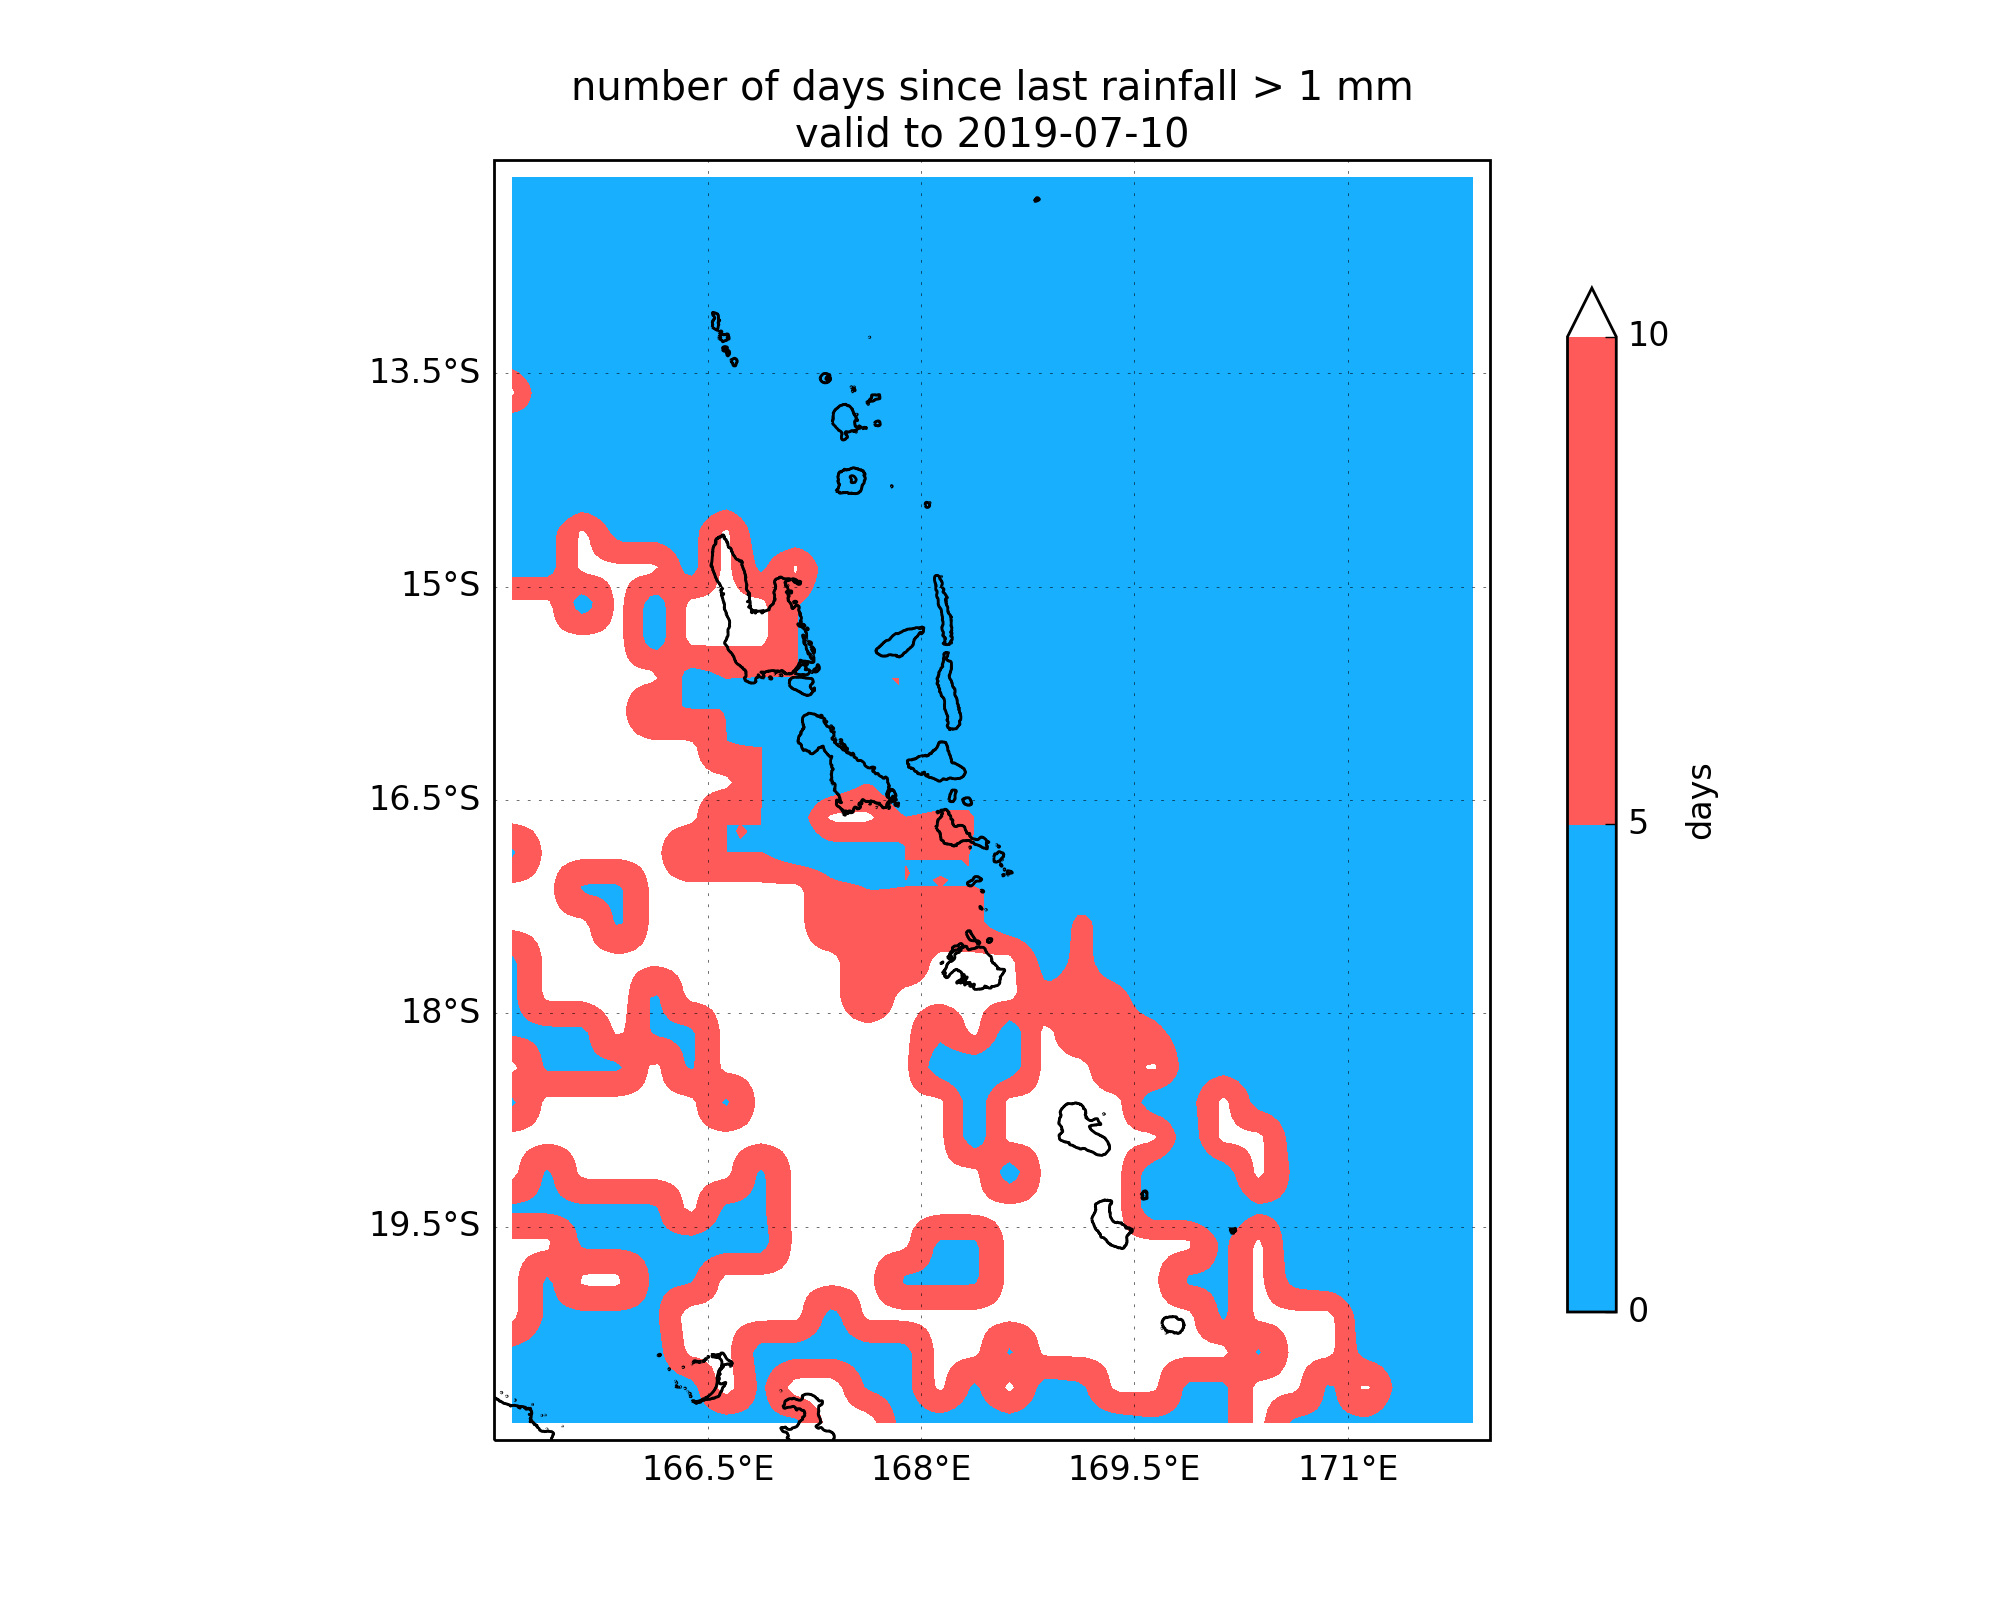 number of days since last rainfall > 1 mm
valid to 2019-07-10
13.5°S
15°S
16.5°S
18°S
19.5°S
166.5°E
168°E
169.5°E
171°E
10
5
0
days